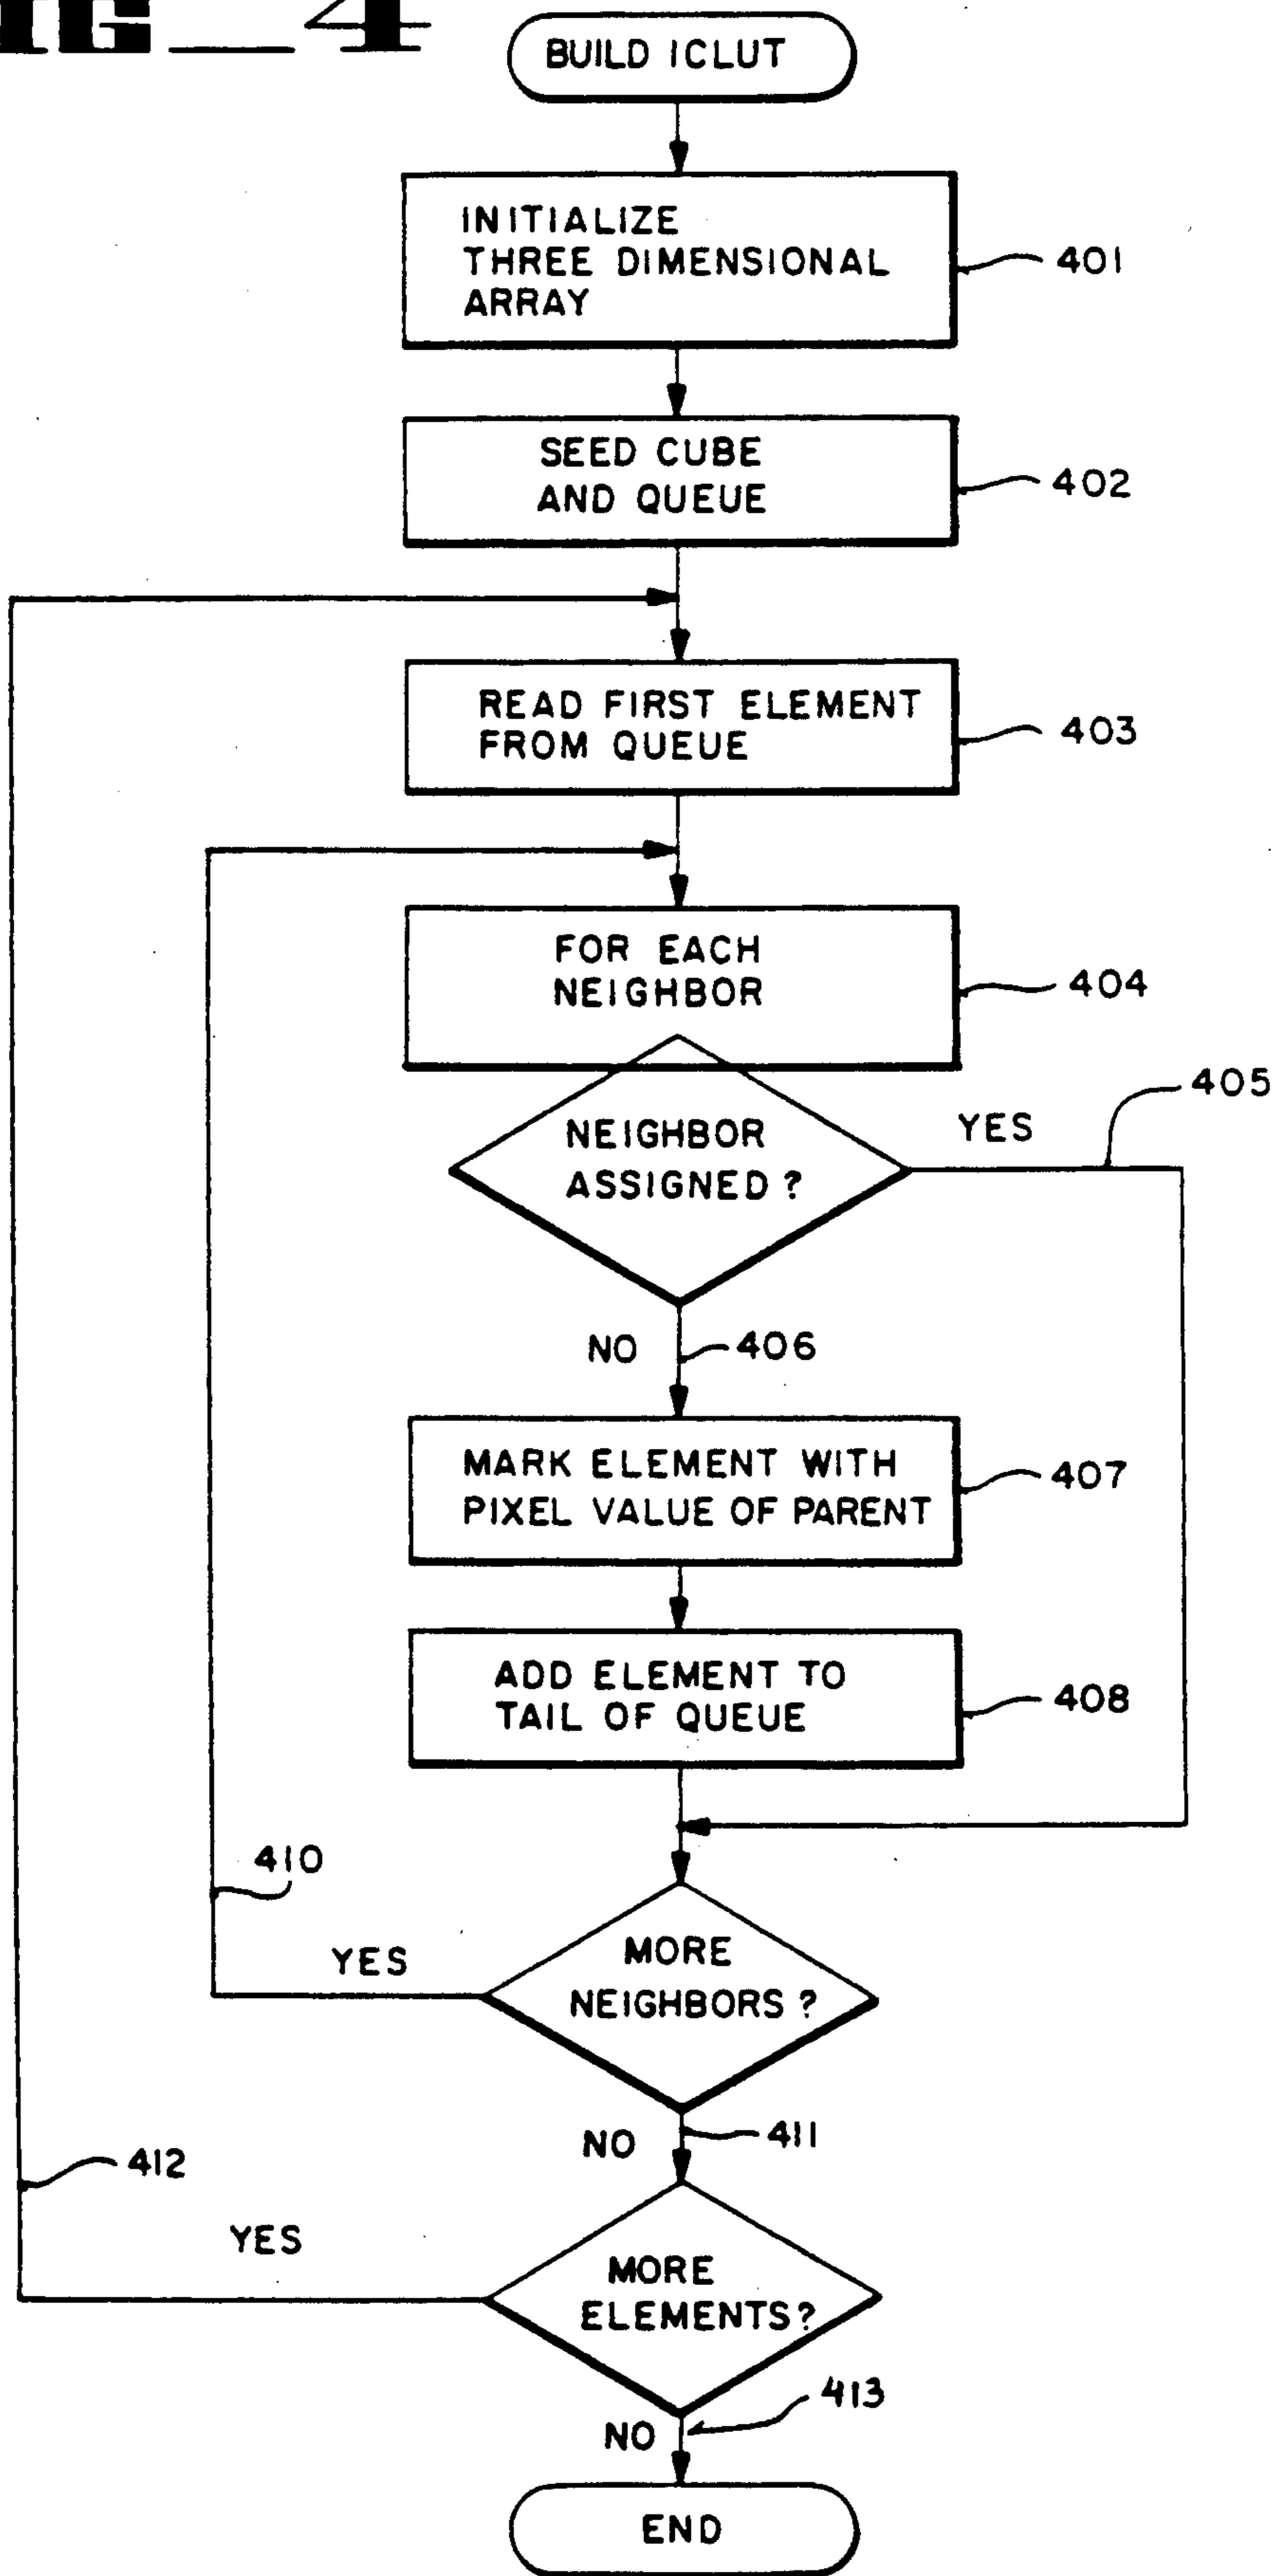 IG_4
BUILD ICLUT
INITIALIZE
THREE DIMENSIONAL
ARRAY
401
SEED CUBE
AND QUEUE
402
READ FIRST ELEMENT
FROM QUEUE
403
FOR EACH
NEIGHBOR
404
405
YES
NEIGHBOR
ASSIGNED?
NO
406
MARK ELEMENT WITH
PIXEL VALUE OF PARENT
407
ADD ELEMENT TO
TAIL OF QUEUE
408
410
YES
MORE
NEIGHBORS?
NO
411
412
YES
MORE
ELEMENTS?
413
NO
END